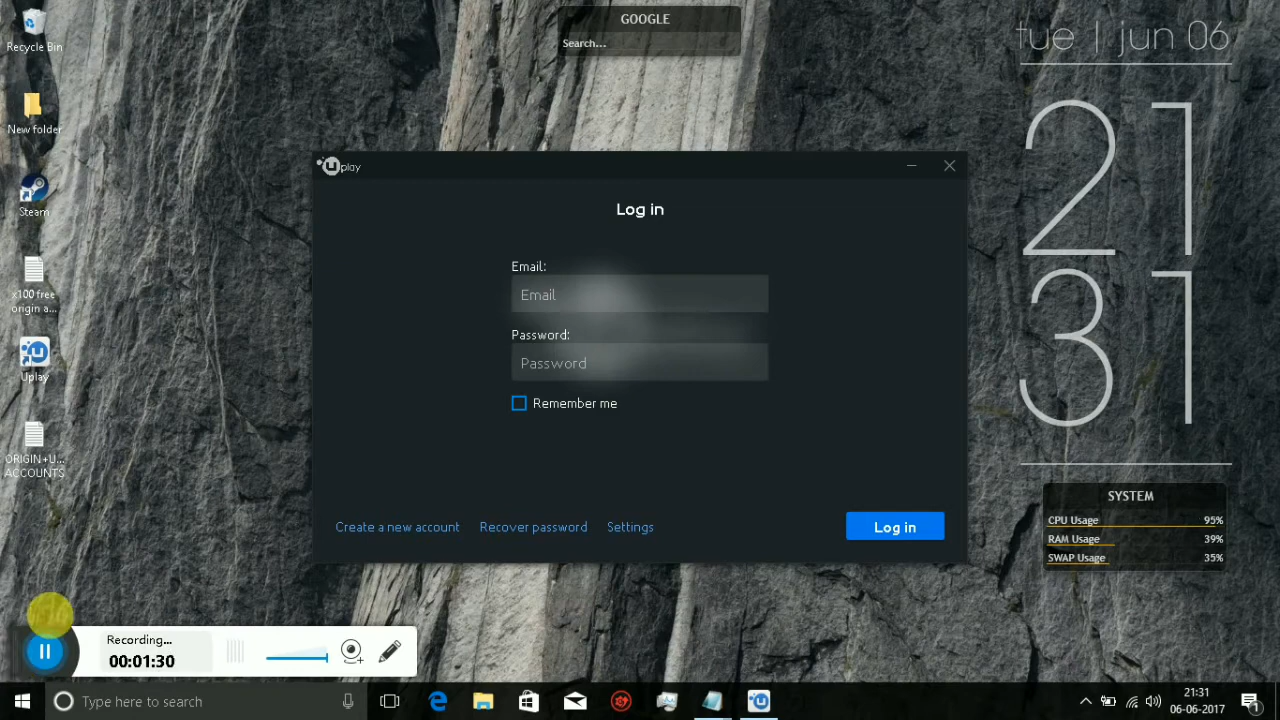 Recycle Bin
New folder
Steam
x100 free
origin a...
Uplay
ORIGIN+U...
ACCOUNTS
GOOGLE
Search...
tue | jun 06
21
31
uplay
Log in
Email:
Email
Password:
Password
Remember me
Create a new account
Recover password
Settings
Log in
SYSTEM
CPU Usage 95%
RAM Usage 39%
SWAP Usage 35%
Recording...
00:01:30
Type here to search
21:31
06-06-2017
1